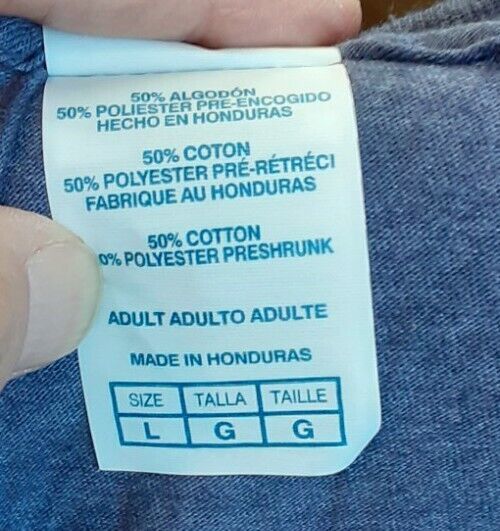 50% ALGODÓN
50% POLIESTER PRE-ENCOGIDO
HECHO EN HONDURAS
50% COTON
50% POLYESTER PRÉ-RÉTRÉCI
FABRIQUE AU HONDURAS
50% COTTON
0% POLYESTER PRESHRUNK
ADULT ADULTO ADULTE
MADE IN HONDURAS
SIZE TALLA TAILLE
L G G